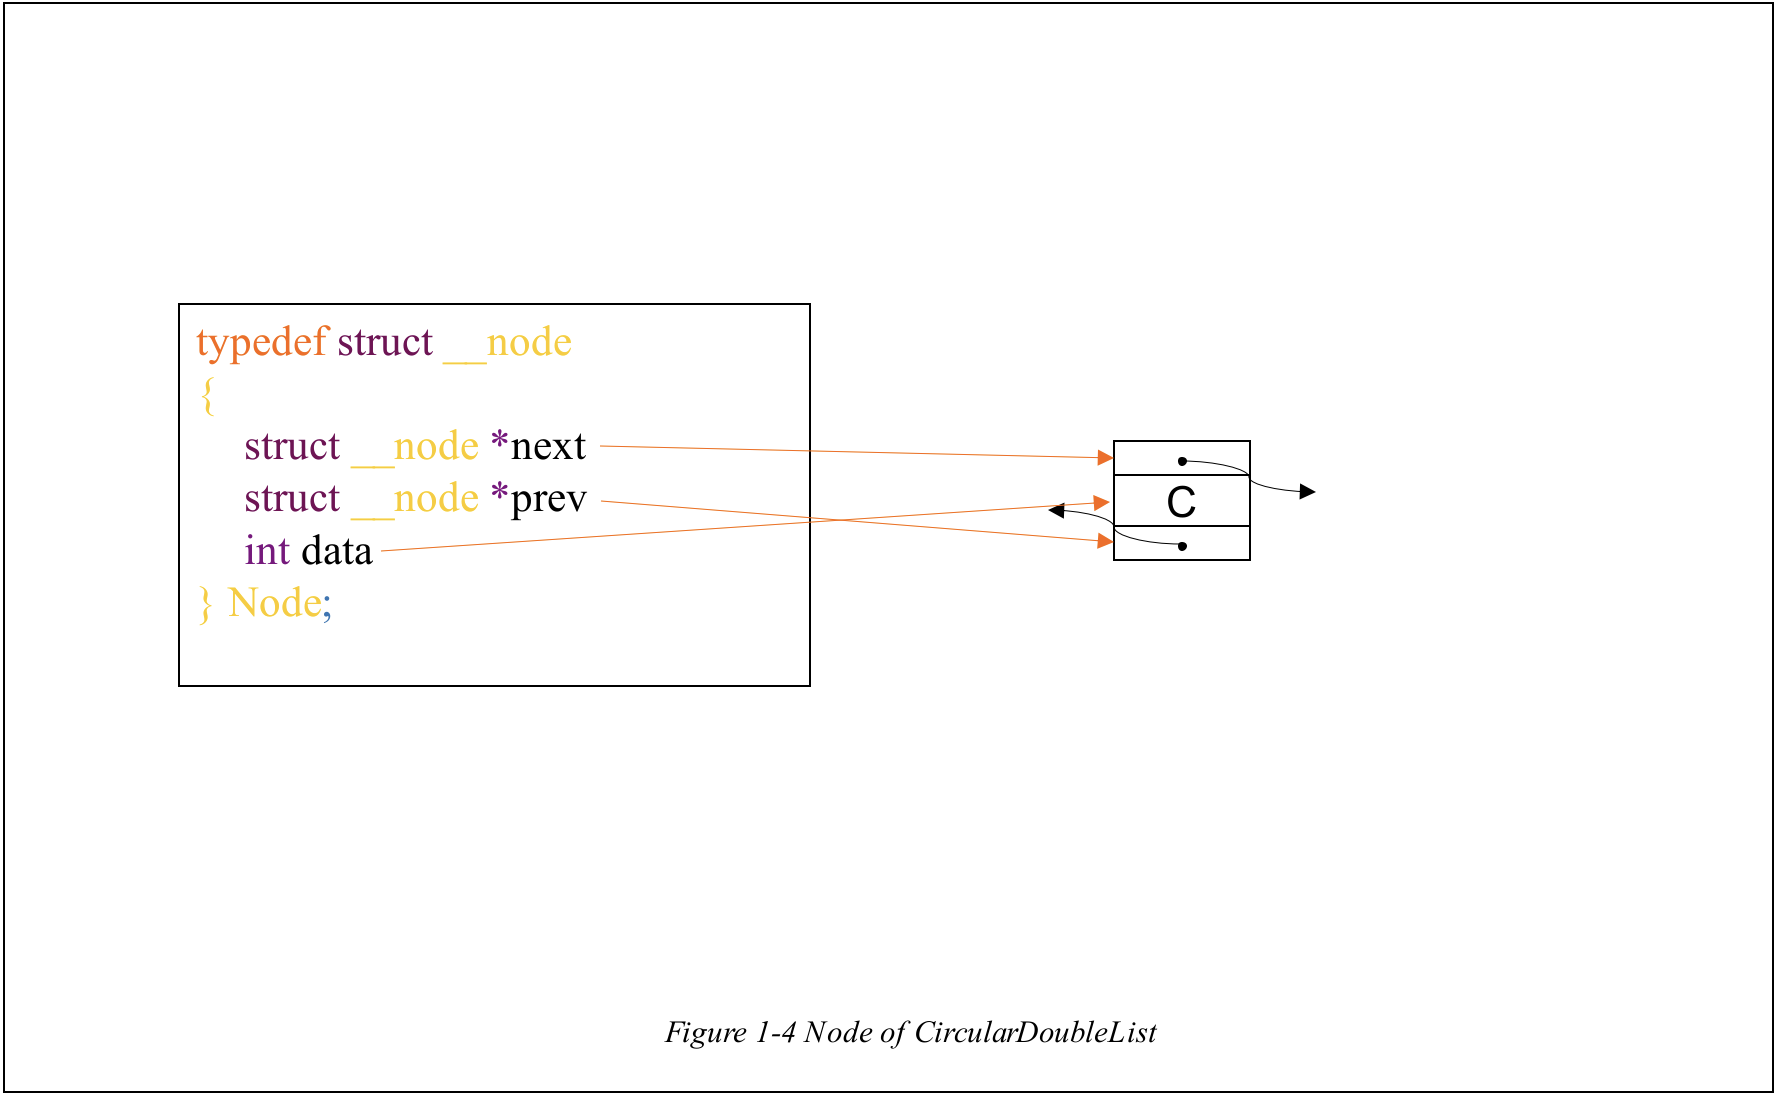 typedef struct __node
{
struct __node *next
struct __node *prev
int data
} Node;
C
Figure 1-4 Node of CircularDoubleList